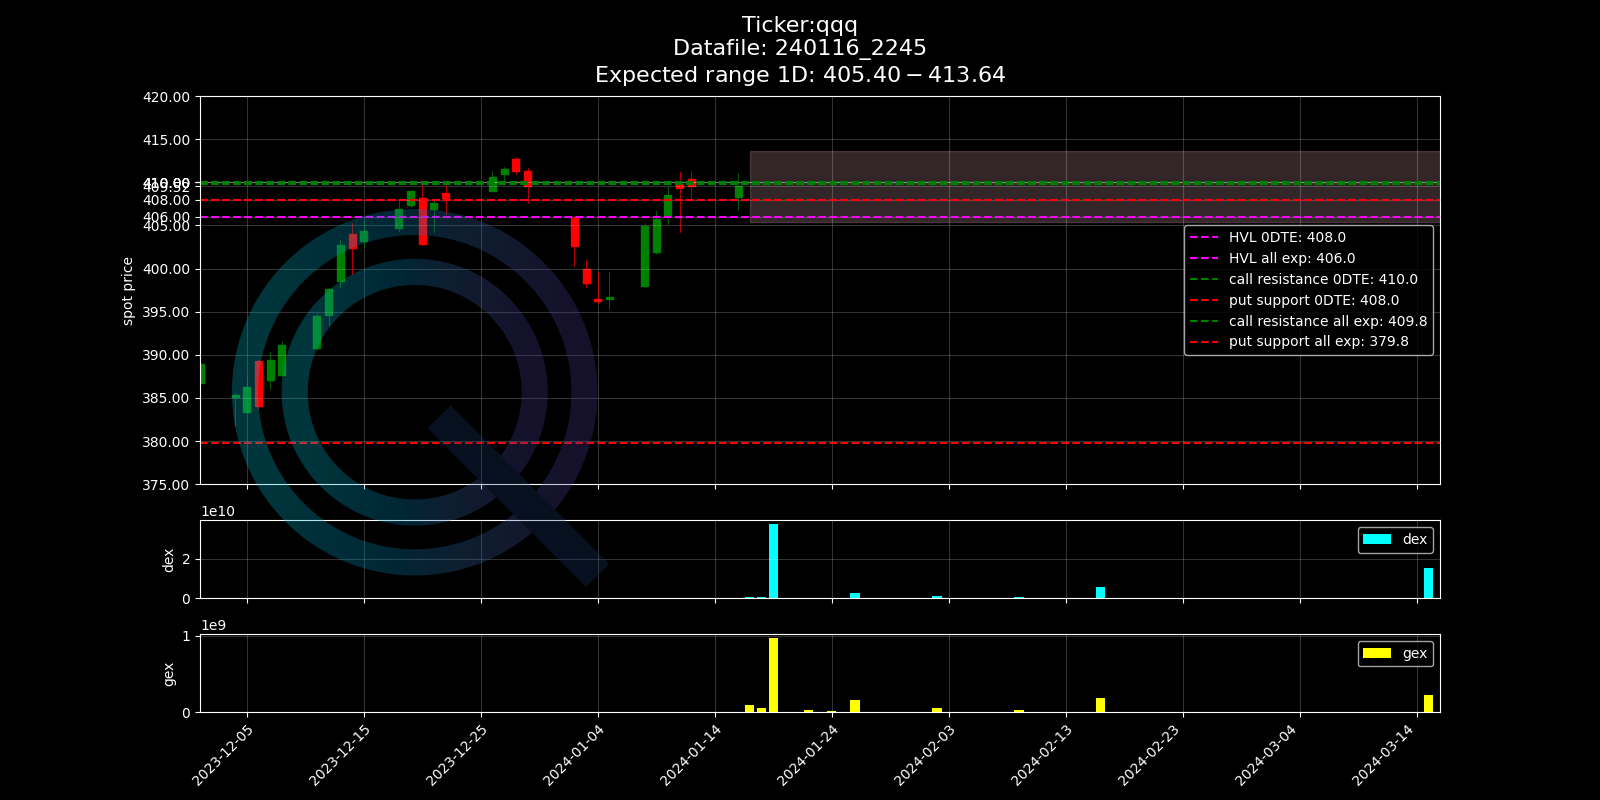 Ticker:qqq
Datafile: 240116_2245
Expected range 1D: 405.40 − 413.64
420.00
415.00
410.00
409.52
408.00
406.00
405.00
400.00
395.00
390.00
385.00
380.00
375.00
spot price
HVL 0DTE: 408.0
HVL all exp: 406.0
call resistance 0DTE: 410.0
put support 0DTE: 408.0
call resistance all exp: 409.8
put support all exp: 379.8
1e10
2
0
dex
dex
1e9
1
0
gex
gex
2023-12-05
2023-12-15
2023-12-25
2024-01-04
2024-01-14
2024-01-24
2024-02-03
2024-02-13
2024-02-23
2024-03-04
2024-03-14